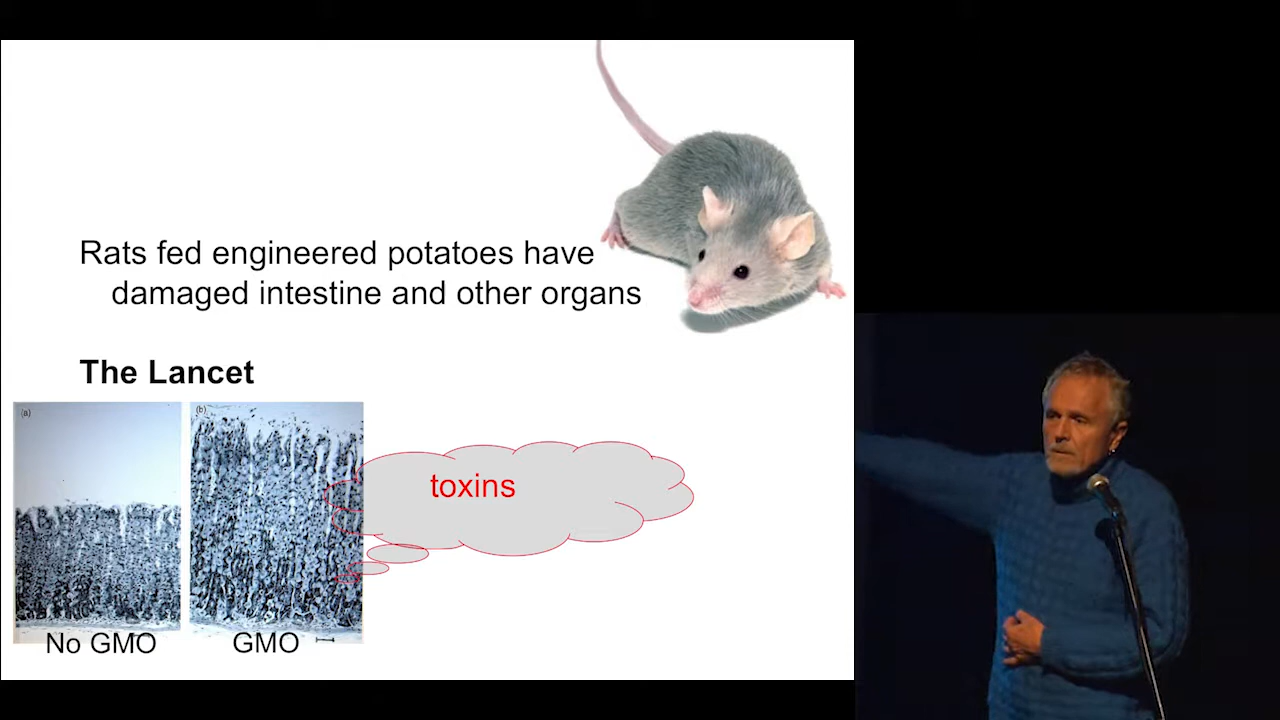 Rats fed engineered potatoes have
damaged intestine and other organs
The Lancet
(a)
(b)
toxins
No GMO
GMO